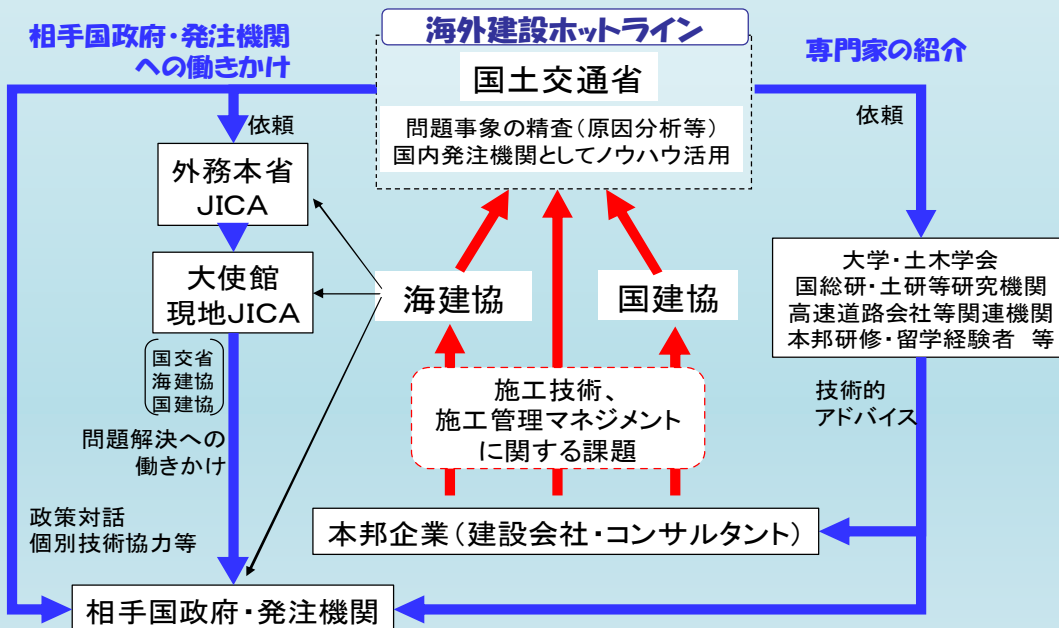 相手国政府・発注機関
への働きかけ
海外建設ホットライン
専門家の紹介
国土交通省
問題事象の精査(原因分析等)
国内発注機関としてノウハウ活用
依頼
依頼
外務本省
JICA
大使館
現地JICA
国交省
海建協
国建協
海建協
国建協
大学・土木学会
国総研・土研等研究機関
高速道路会社等関連機関
本邦研修・留学経験者 等
施工技術、
施工管理マネジメント
に関する課題
技術的
アドバイス
問題解決への
働きかけ
政策対話
個別技術協力等
本邦企業(建設会社・コンサルタント)
相手国政府・発注機関